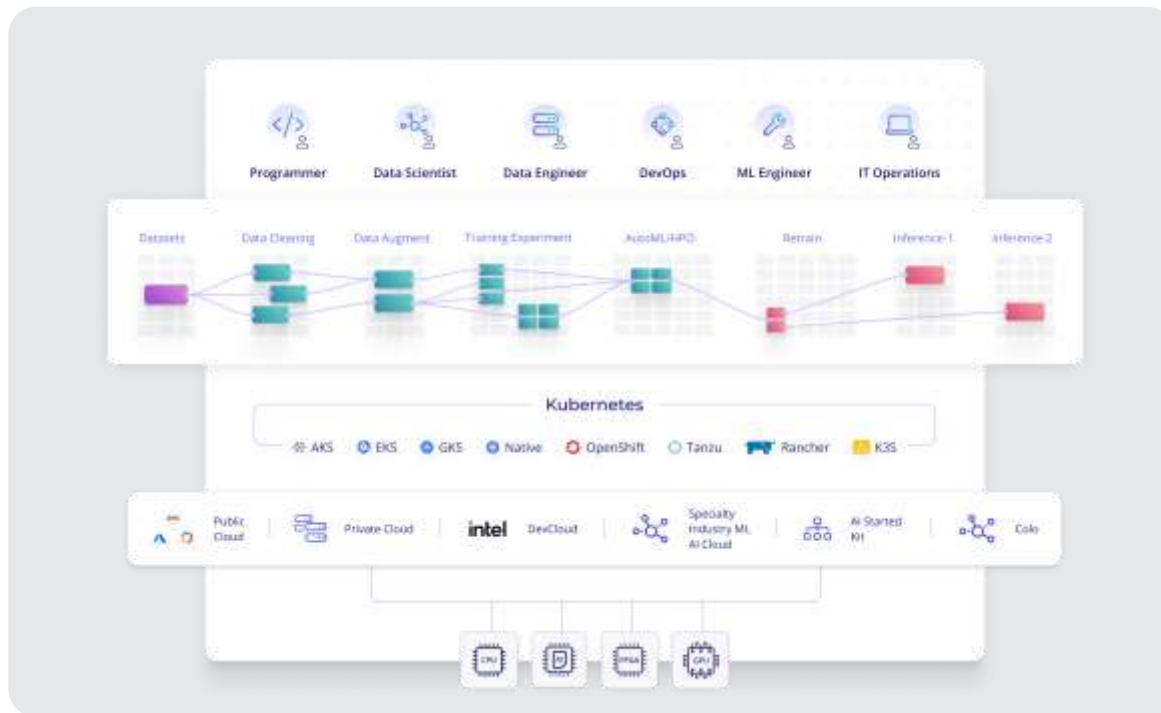 Programmer
Data Scientist
Data Engineer
DevOps
ML Engineer
IT Operations
Datasets
Data Cleaning
Data Augment
Training Experiment
AutoML/HPO
Retrain
Inference-1
Inference-2
Kubernetes
AKS
EKS
GKS
Native
OpenShift
Tanzu
Rancher
K3S
Public
Cloud
Private Cloud
intel
DevCloud
Specialty
Industry ML
AI Cloud
AI Started
Kit
Colo
CPU
FPGA
GPU